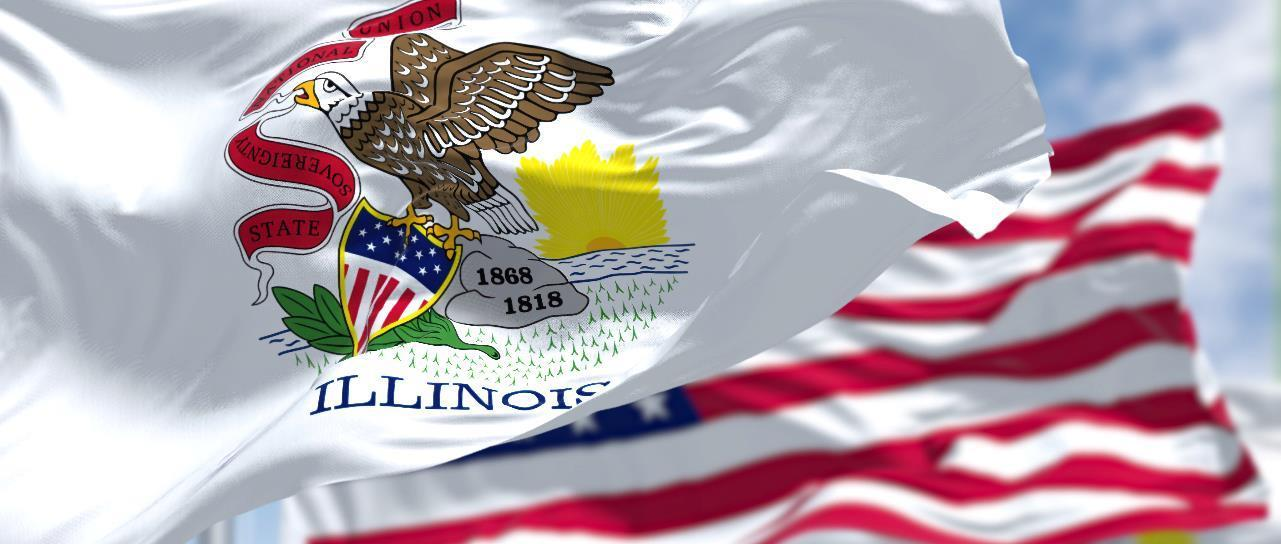 UNION
NATIONAL
SOVEREIGNTY
STATE
1868
1818
ILLINOIS